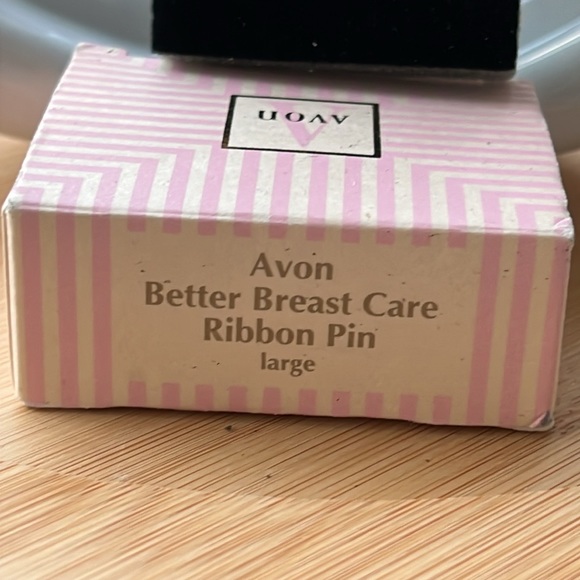 A
AVON
Avon
Better Breast Care
Ribbon Pin
large